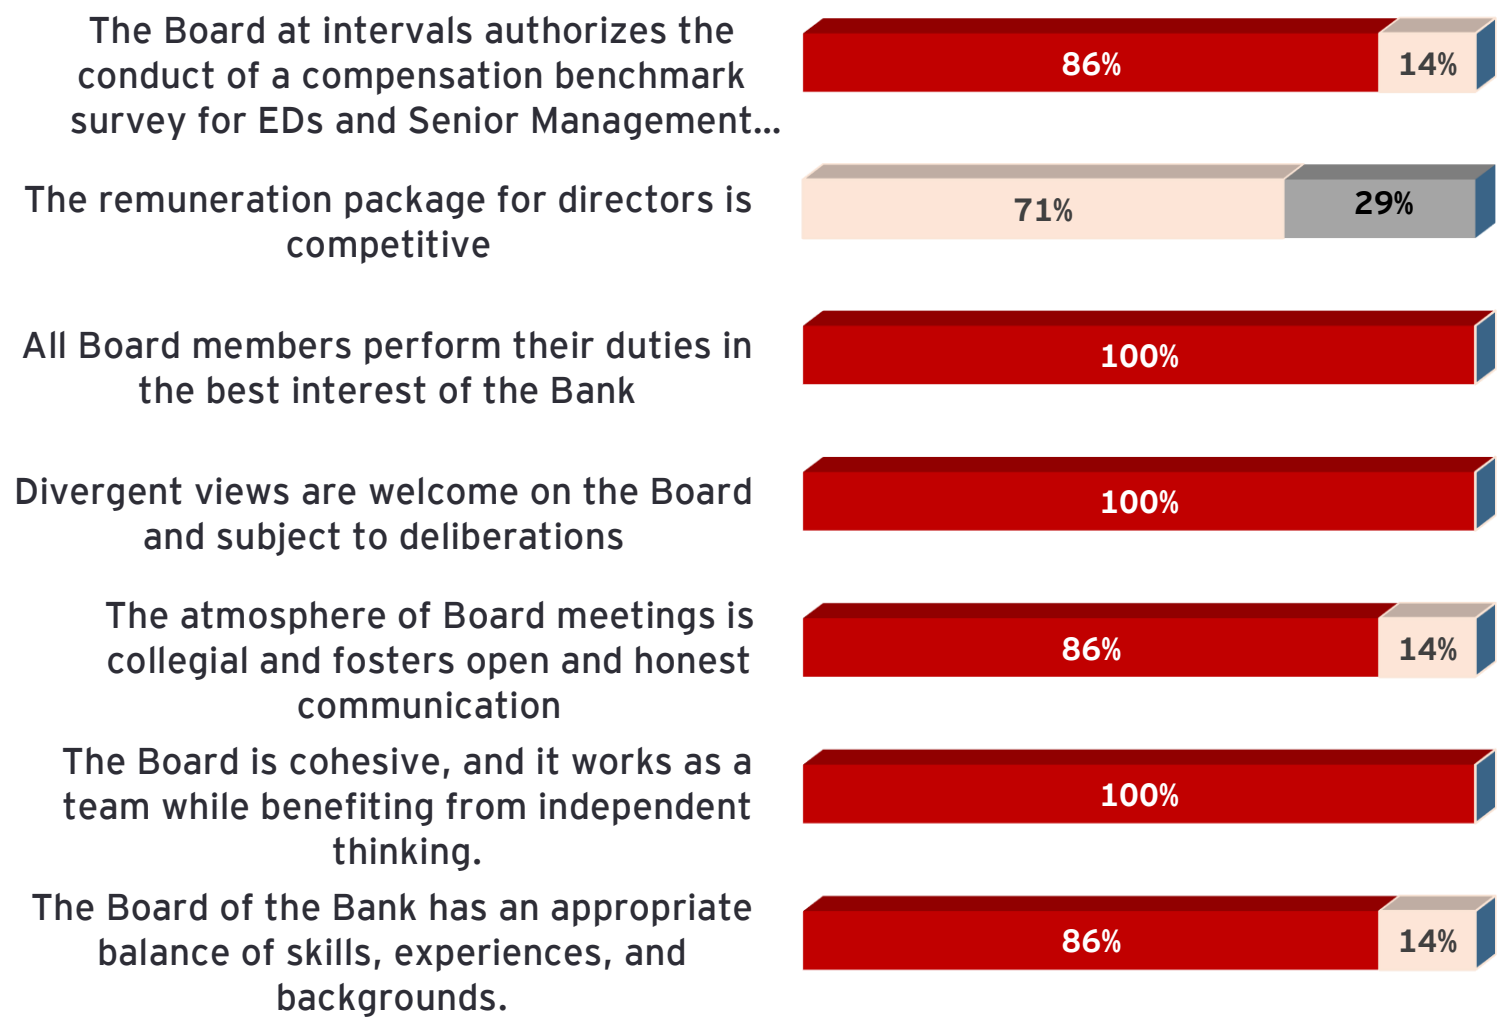 The Board at intervals authorizes the
conduct of a compensation benchmark
survey for EDs and Senior Management...
86%
14%
The remuneration package for directors is
competitive
71%
29%
All Board members perform their duties in
the best interest of the Bank
100%
Divergent views are welcome on the Board
and subject to deliberations
100%
The atmosphere of Board meetings is
collegial and fosters open and honest
communication
86%
14%
The Board is cohesive, and it works as a
team while benefiting from independent
thinking.
100%
The Board of the Bank has an appropriate
balance of skills, experiences, and
backgrounds.
86%
14%